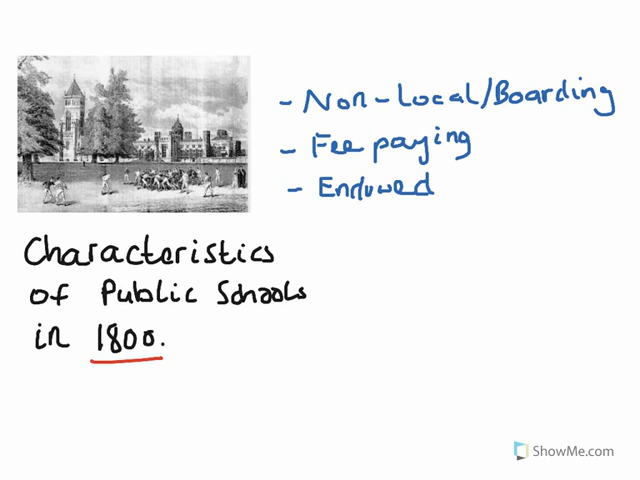 - Non-Local/Boarding
- Fee paying
- Endowed
Characteristics
of Public Schools
in 1800.
ShowMe.com